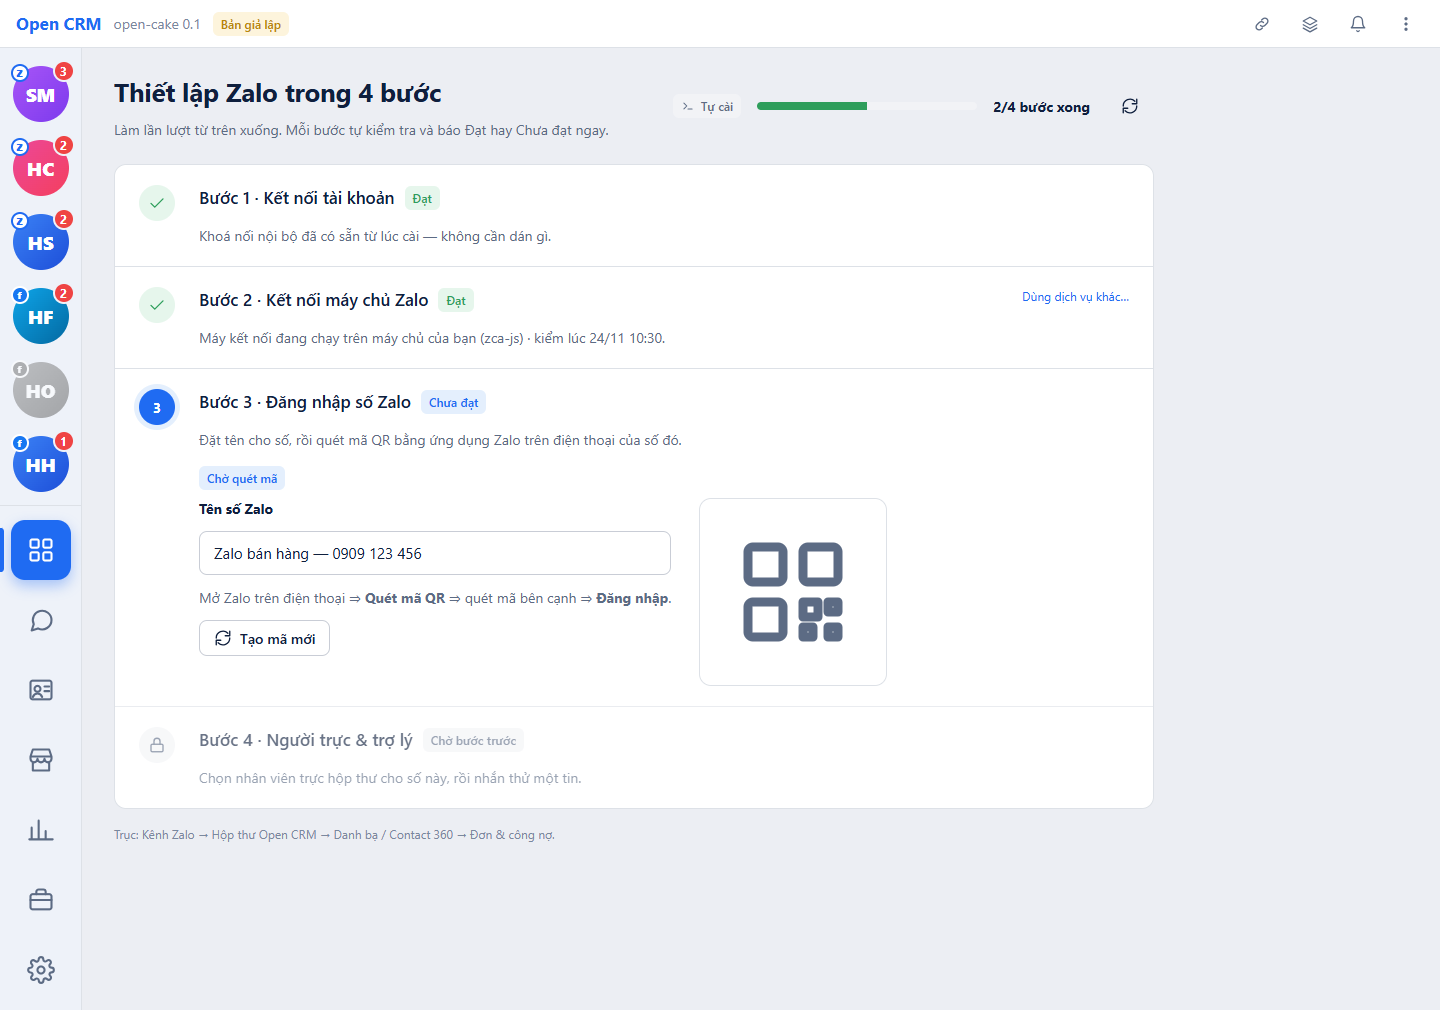 Open CRM open-cake 0.1 Bản giả lập
Thiết lập Zalo trong 4 bước
Tự cài
2/4 bước xong
Làm lần lượt từ trên xuống. Mỗi bước tự kiểm tra và báo Đạt hay Chưa đạt ngay.
z 3
SM
z 2
HC
z 2
HS
f 2
HF
f
HO
f 1
HH
Bước 1 · Kết nối tài khoản Đạt
Khoá nối nội bộ đã có sẵn từ lúc cài — không cần dán gì.
Bước 2 · Kết nối máy chủ Zalo Đạt
Dùng dịch vụ khác...
Máy kết nối đang chạy trên máy chủ của bạn (zca-js) · kiểm lúc 24/11 10:30.
3 Bước 3 · Đăng nhập số Zalo Chưa đạt
Đặt tên cho số, rồi quét mã QR bằng ứng dụng Zalo trên điện thoại của số đó.
Chờ quét mã
Tên số Zalo
Zalo bán hàng — 0909 123 456
Mở Zalo trên điện thoại ⇒ Quét mã QR ⇒ quét mã bên cạnh ⇒ Đăng nhập.
Tạo mã mới
Bước 4 · Người trực & trợ lý Chờ bước trước
Chọn nhân viên trực hộp thư cho số này, rồi nhắn thử một tin.
Trục: Kênh Zalo → Hộp thư Open CRM → Danh bạ / Contact 360 → Đơn & công nợ.